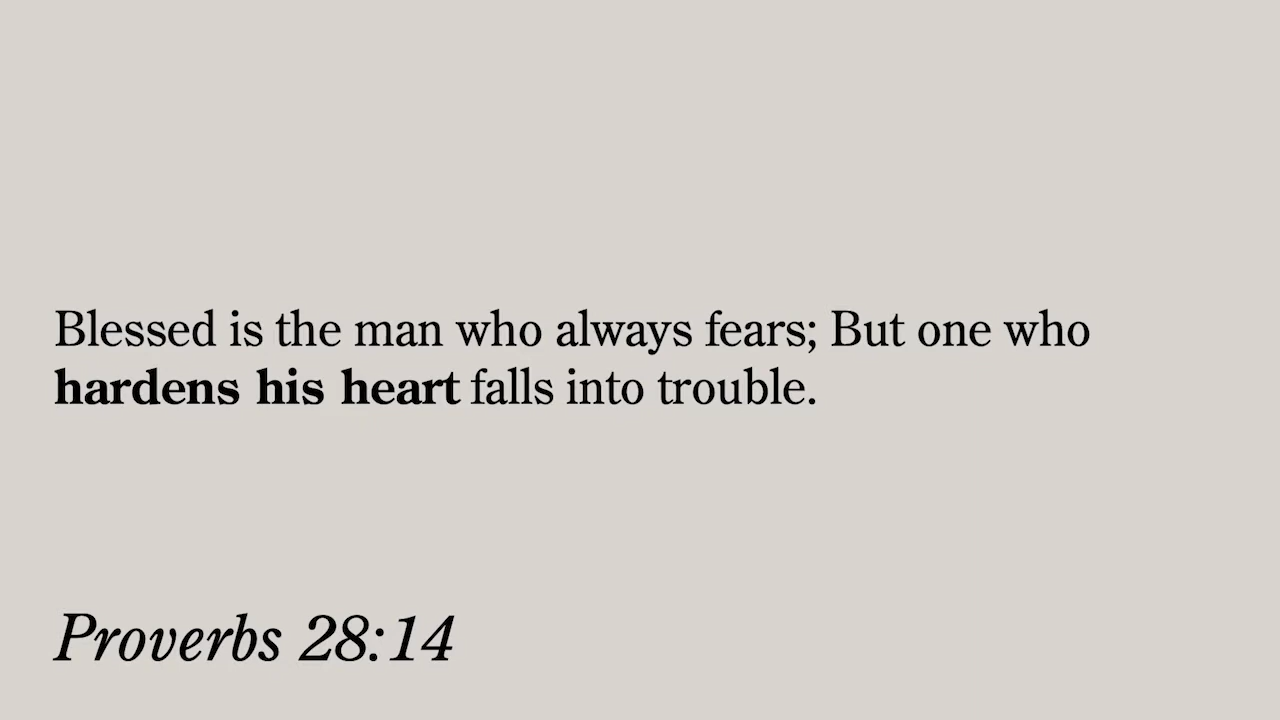 Blessed is the man who always fears; But one who
hardens his heart falls into trouble.
Proverbs 28:14